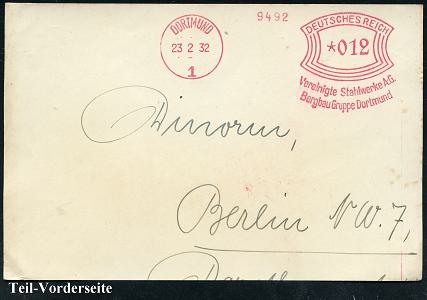 9492
DORTMUND
23 2 32
1
DEUTSCHES REICH
*012
Vereinigte Stahlwerke A.G.
Bergbau Gruppe Dortmund
Dinorm,
Berlin NW. 7,
Teil-Vorderseite